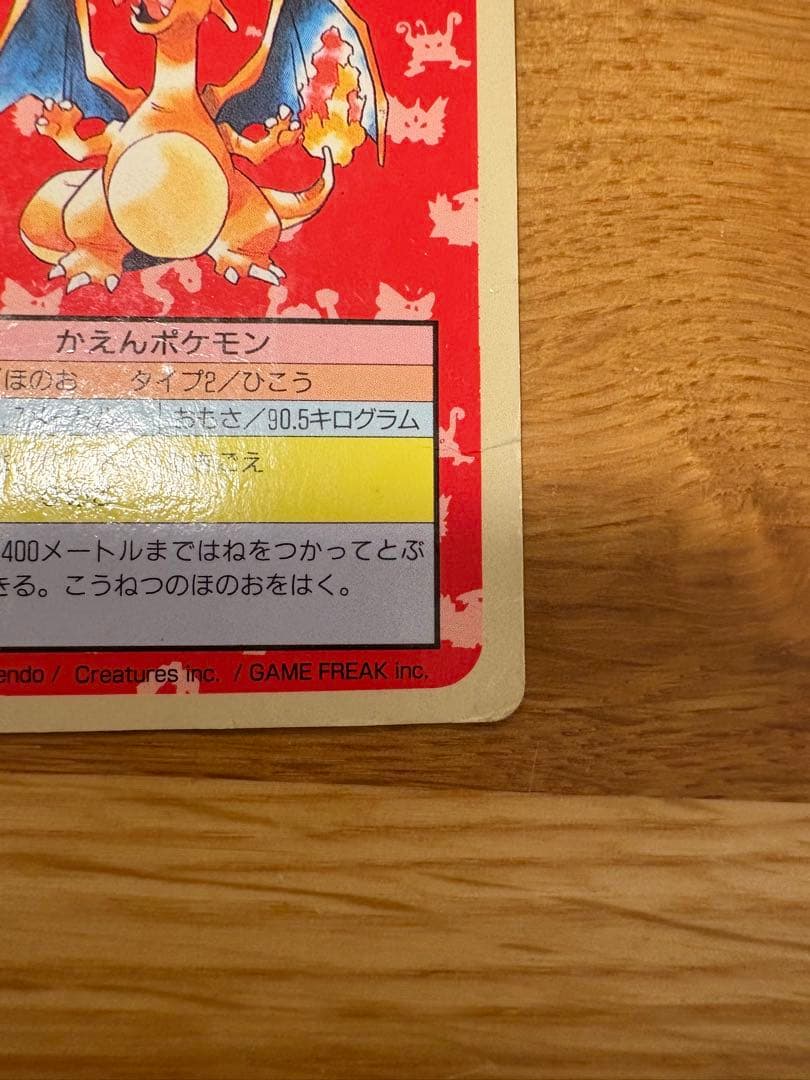 かえんポケモン
ほのお タイプ2/ひこう
おもさ/90.5キログラム
ごえ
400メートルまではねをつかってとぶ
きる。こうねつのほのおをはく。
endo / Creatures inc. / GAME FREAK inc.